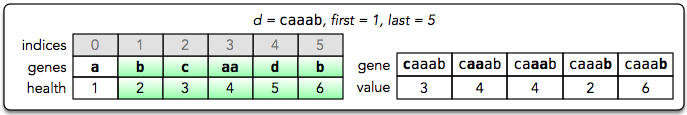 d = caaab, first = 1, last = 5
indices 0 1 2 3 4 5
genes a b c aa d b
health 1 2 3 4 5 6
gene caaab caaab caaab caaab caaab
value 3 4 4 2 6